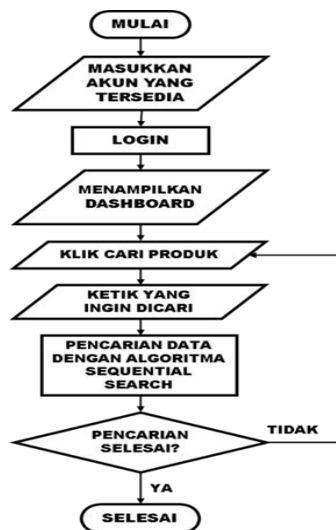 MULAI
MASUKKAN
AKUN YANG
TERSEDIA
LOGIN
MENAMPILKAN
DASHBOARD
KLIK CARI PRODUK
KETIK YANG
INGIN DICARI
PENCARIAN DATA
DENGAN ALGORITMA
SEQUENTIAL
SEARCH
PENCARIAN
SELESAI?
TIDAK
YA
SELESAI